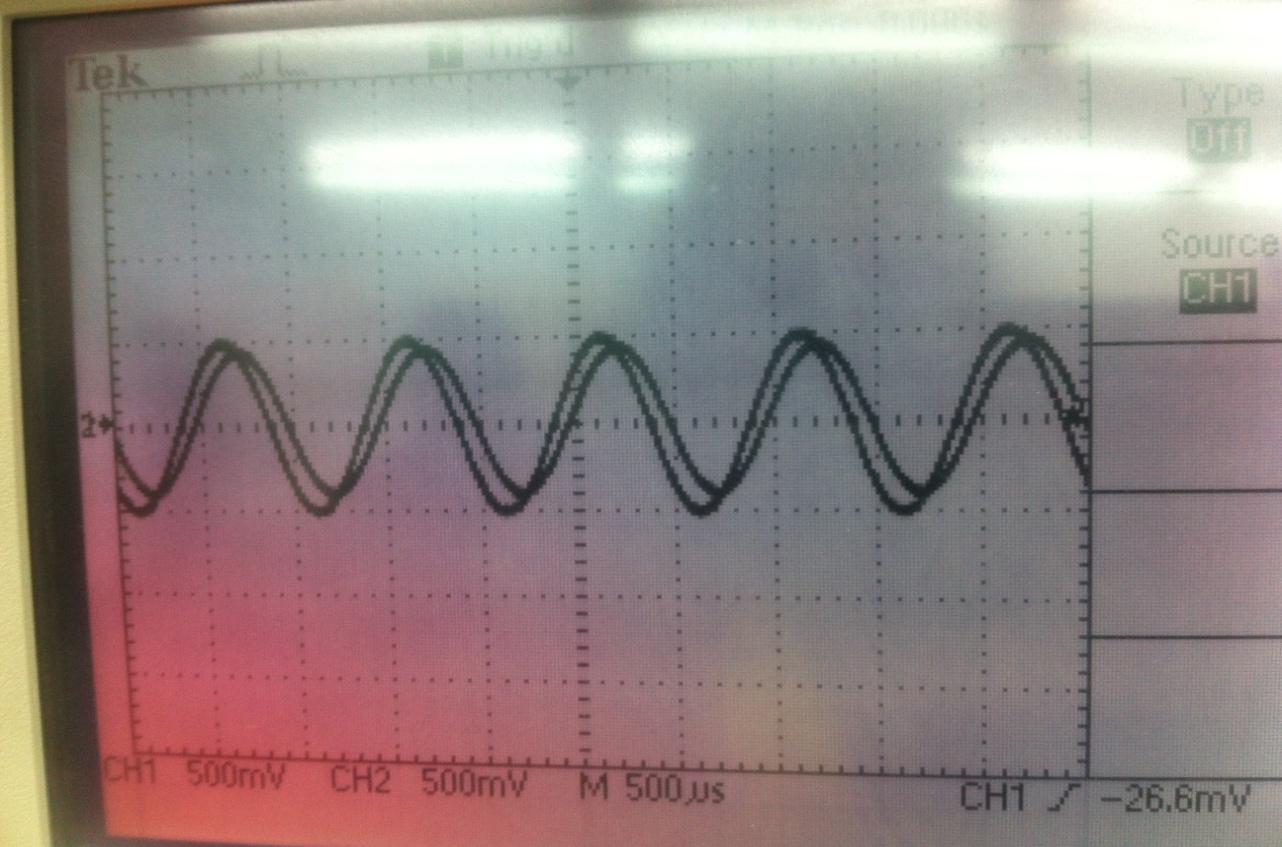 Tek
Trig'd
Type
Off
Source
CH1
2
CH1 500mV CH2 500mV M 500µs CH1 -26.6mV